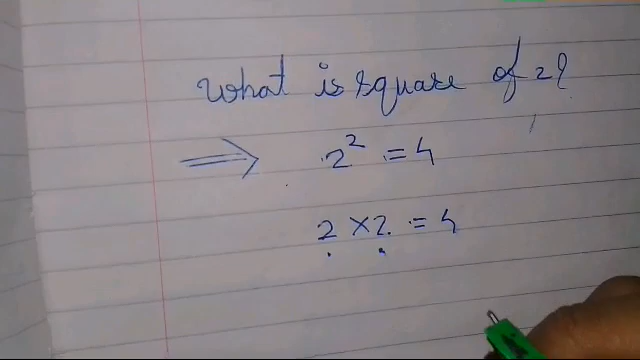 What is square of 2?
⇒ 2² = 4
2 × 2 = 4